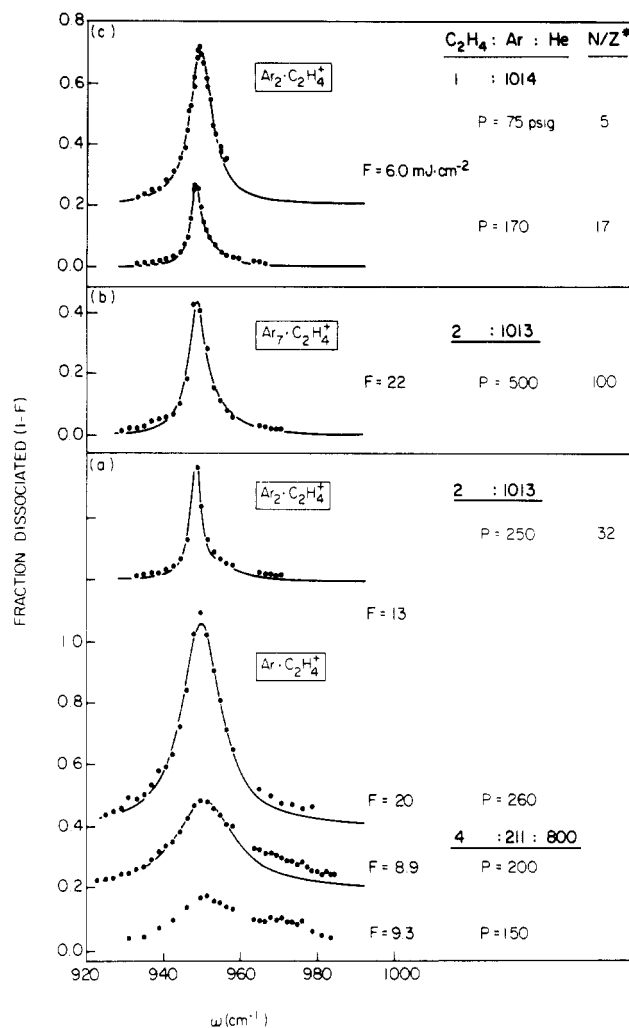 (c)
C₂H₄ : Ar : He N/Z*
Ar₂·C₂H₄⁺
1 : 1014
P = 75 psig 5
F = 6.0 mJ·cm⁻²
P = 170 17
0.8
0.6
0.4
0.2
0.0
(b)
Ar₇·C₂H₄⁺
2 : 1013
F = 22 P = 500 100
0.4
0.2
0.0
(a)
Ar₂·C₂H₄⁺
2 : 1013
P = 250 32
F = 13
Ar·C₂H₄⁺
F = 20 P = 260
4 : 211 : 800
F = 8.9 P = 200
F = 9.3 P = 150
1.0
0.8
0.6
0.4
0.2
0.0
FRACTION DISSOCIATED (1-F)
920 940 960 980 1000
ω(cm⁻¹)